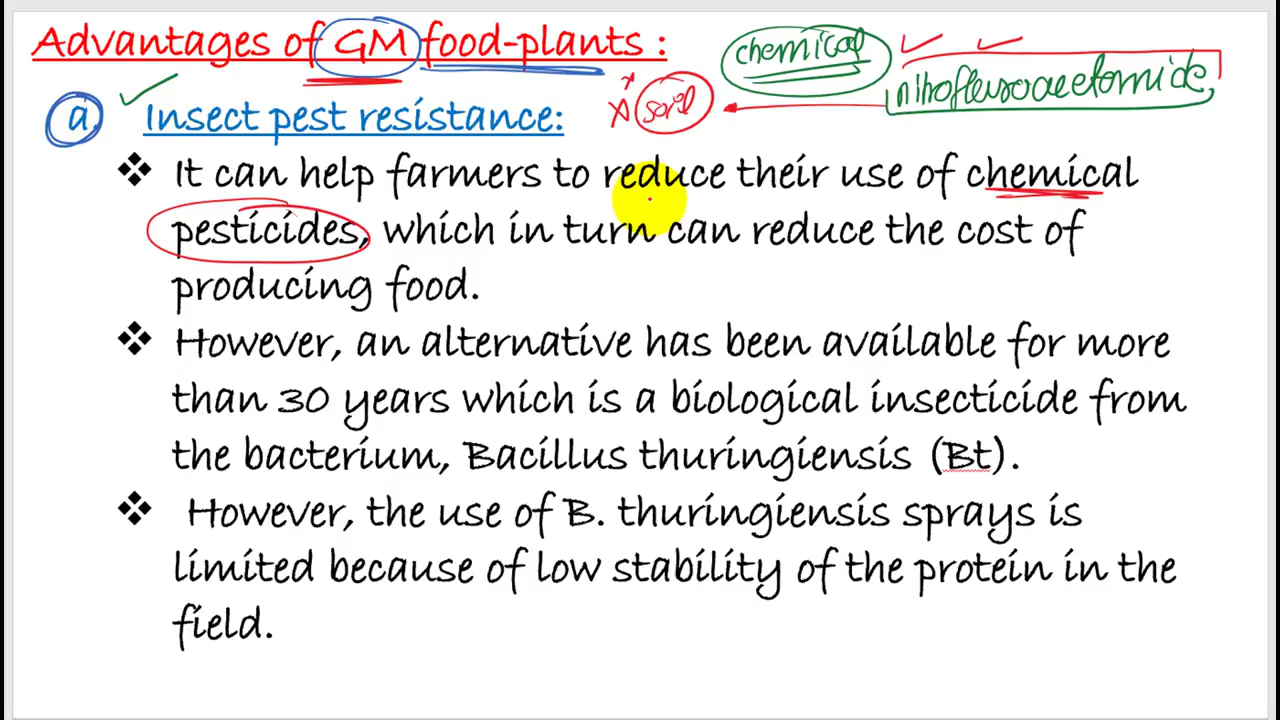 Advantages of GM food-plants :
chemical
nitrofluroacetomide
a. Insect pest resistance:
soil
❖ It can help farmers to reduce their use of chemical
pesticides, which in turn can reduce the cost of
producing food.
❖ However, an alternative has been available for more
than 30 years which is a biological insecticide from
the bacterium, Bacillus thuringiensis (Bt).
❖ However, the use of B. thuringiensis sprays is
limited because of low stability of the protein in the
field.